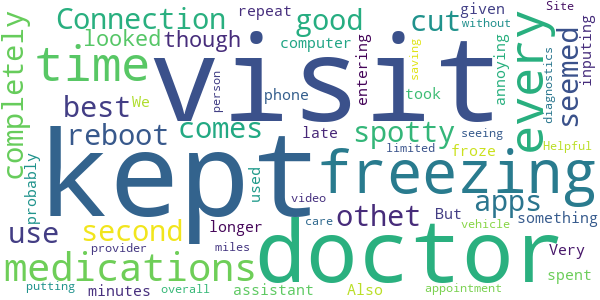 Connection
looked
though
repeat
computer
good
cut
given
without
Site
every
time
completely
visit
entering
saving
annoying
seemed
diagnostics
inputing
best
We
person
phone
took
reboot
comes
late
spotty
seeing
kept
limited
froze
Helpful
freezing
probably
used
video
apps
othet
But
something
care
vehicle
use
second
longer
doctor
Very
medications
provider
miles
spent
putting
minutes
overall
assistant
Also
appointment